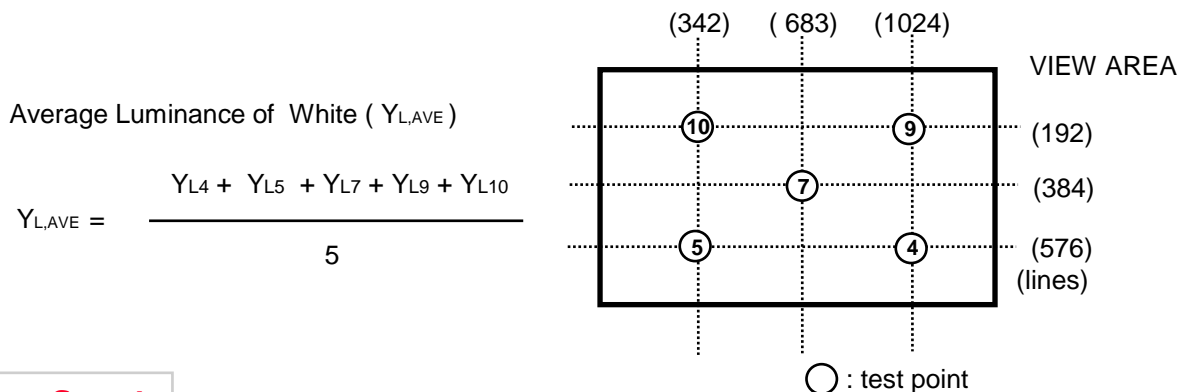 (342) ( 683) (1024)
VIEW AREA
Average Luminance of White ( YL,AVE )
10 9 (192)
YL4 + YL5 + YL7 + YL9 + YL10
7 (384)
YL,AVE =
5
5 4 (576)
(lines)
: test point